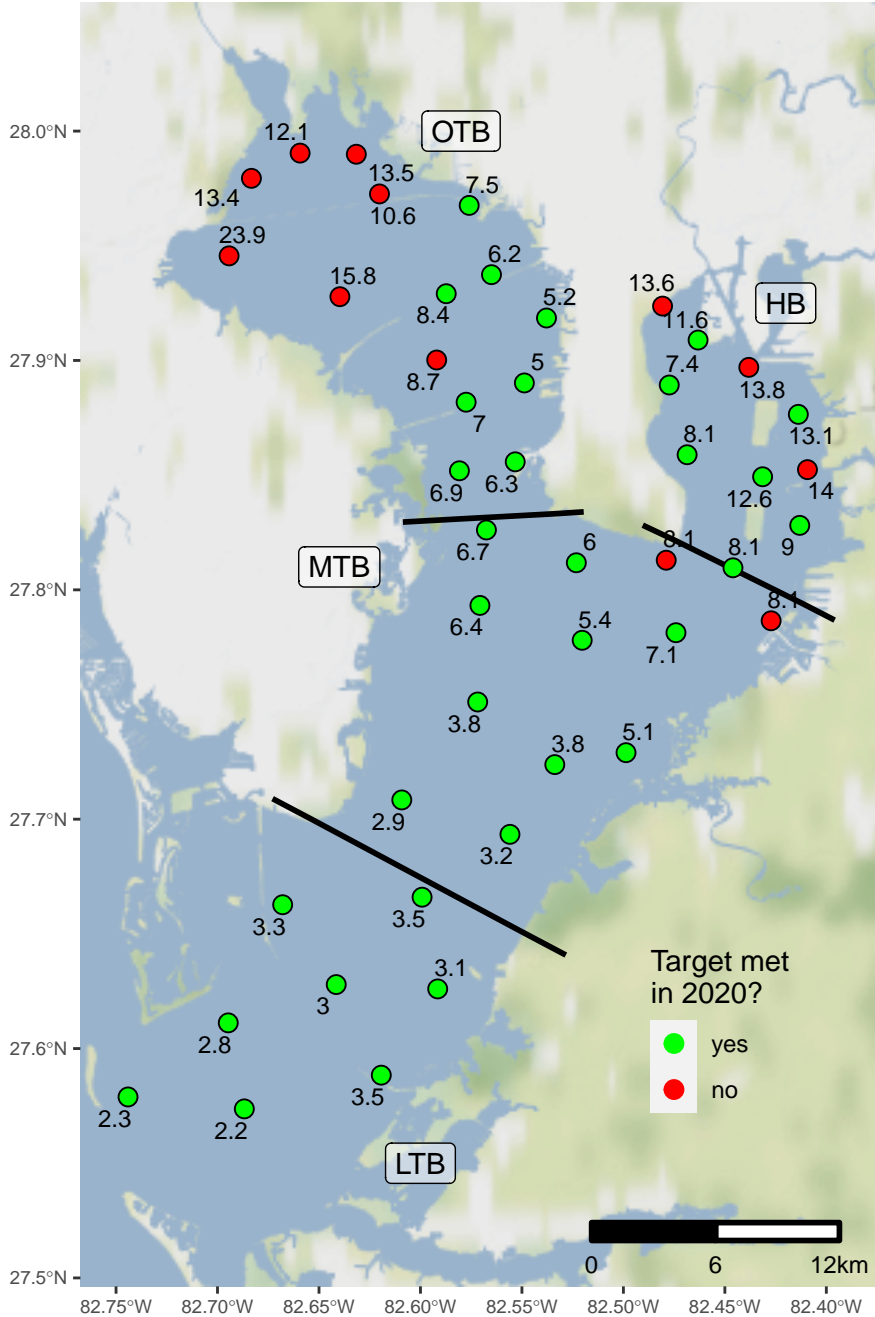 28.0°N
27.9°N
27.8°N
27.7°N
27.6°N
27.5°N
OTB
12.1
13.5
13.4
10.6
7.5
23.9
6.2
15.8
8.4
5.2
13.6
HB
11.6
8.7
5
7.4
13.8
7
13.1
8.1
6.9
6.3
12.6
14
6.7
6
8.1
8.1
9
MTB
6.4
5.4
7.1
8.1
3.8
3.8
5.1
2.9
3.2
3.3
3.5
3
3.1
2.8
3.5
2.3
2.2
LTB
Target met
in 2020?
yes
no
0 6 12km
82.75°W 82.70°W 82.65°W 82.60°W 82.55°W 82.50°W 82.45°W 82.40°W